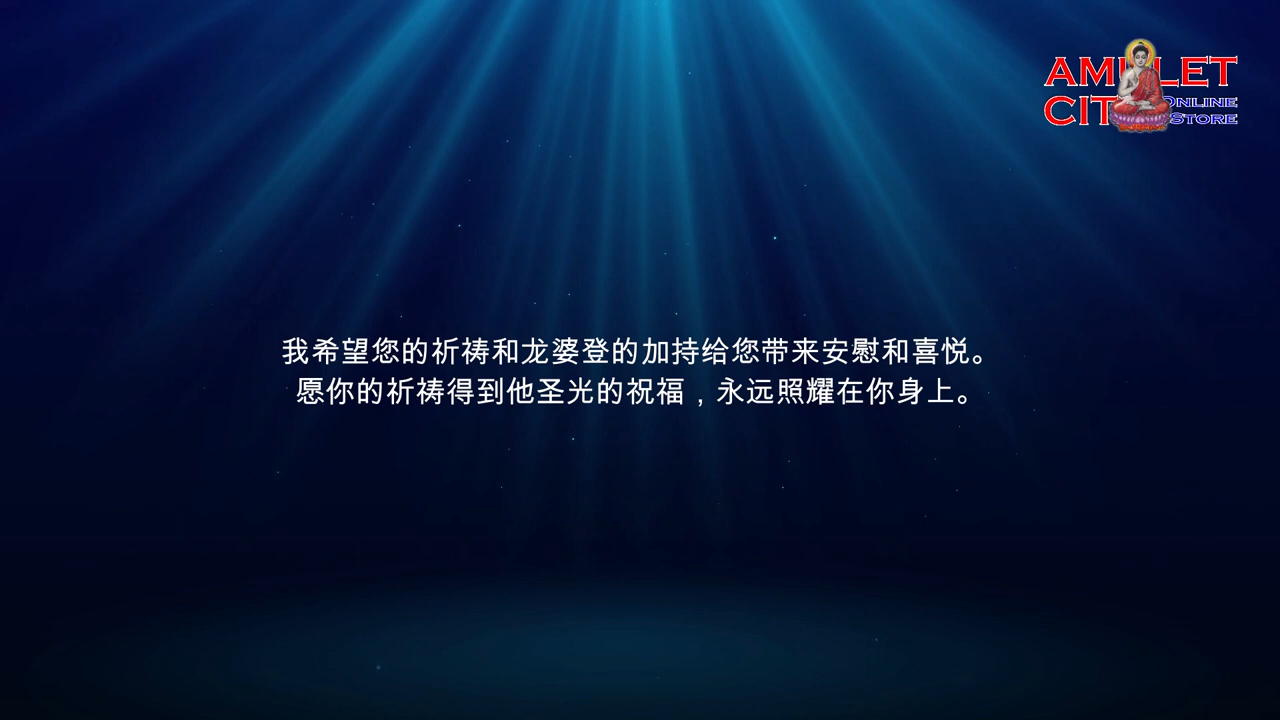 AMULET
CITY ONLINE
STORE
我希望您的祈祷和龙婆登的加持给您带来安慰和喜悦。
愿你的祈祷得到他圣光的祝福，永远照耀在你身上。